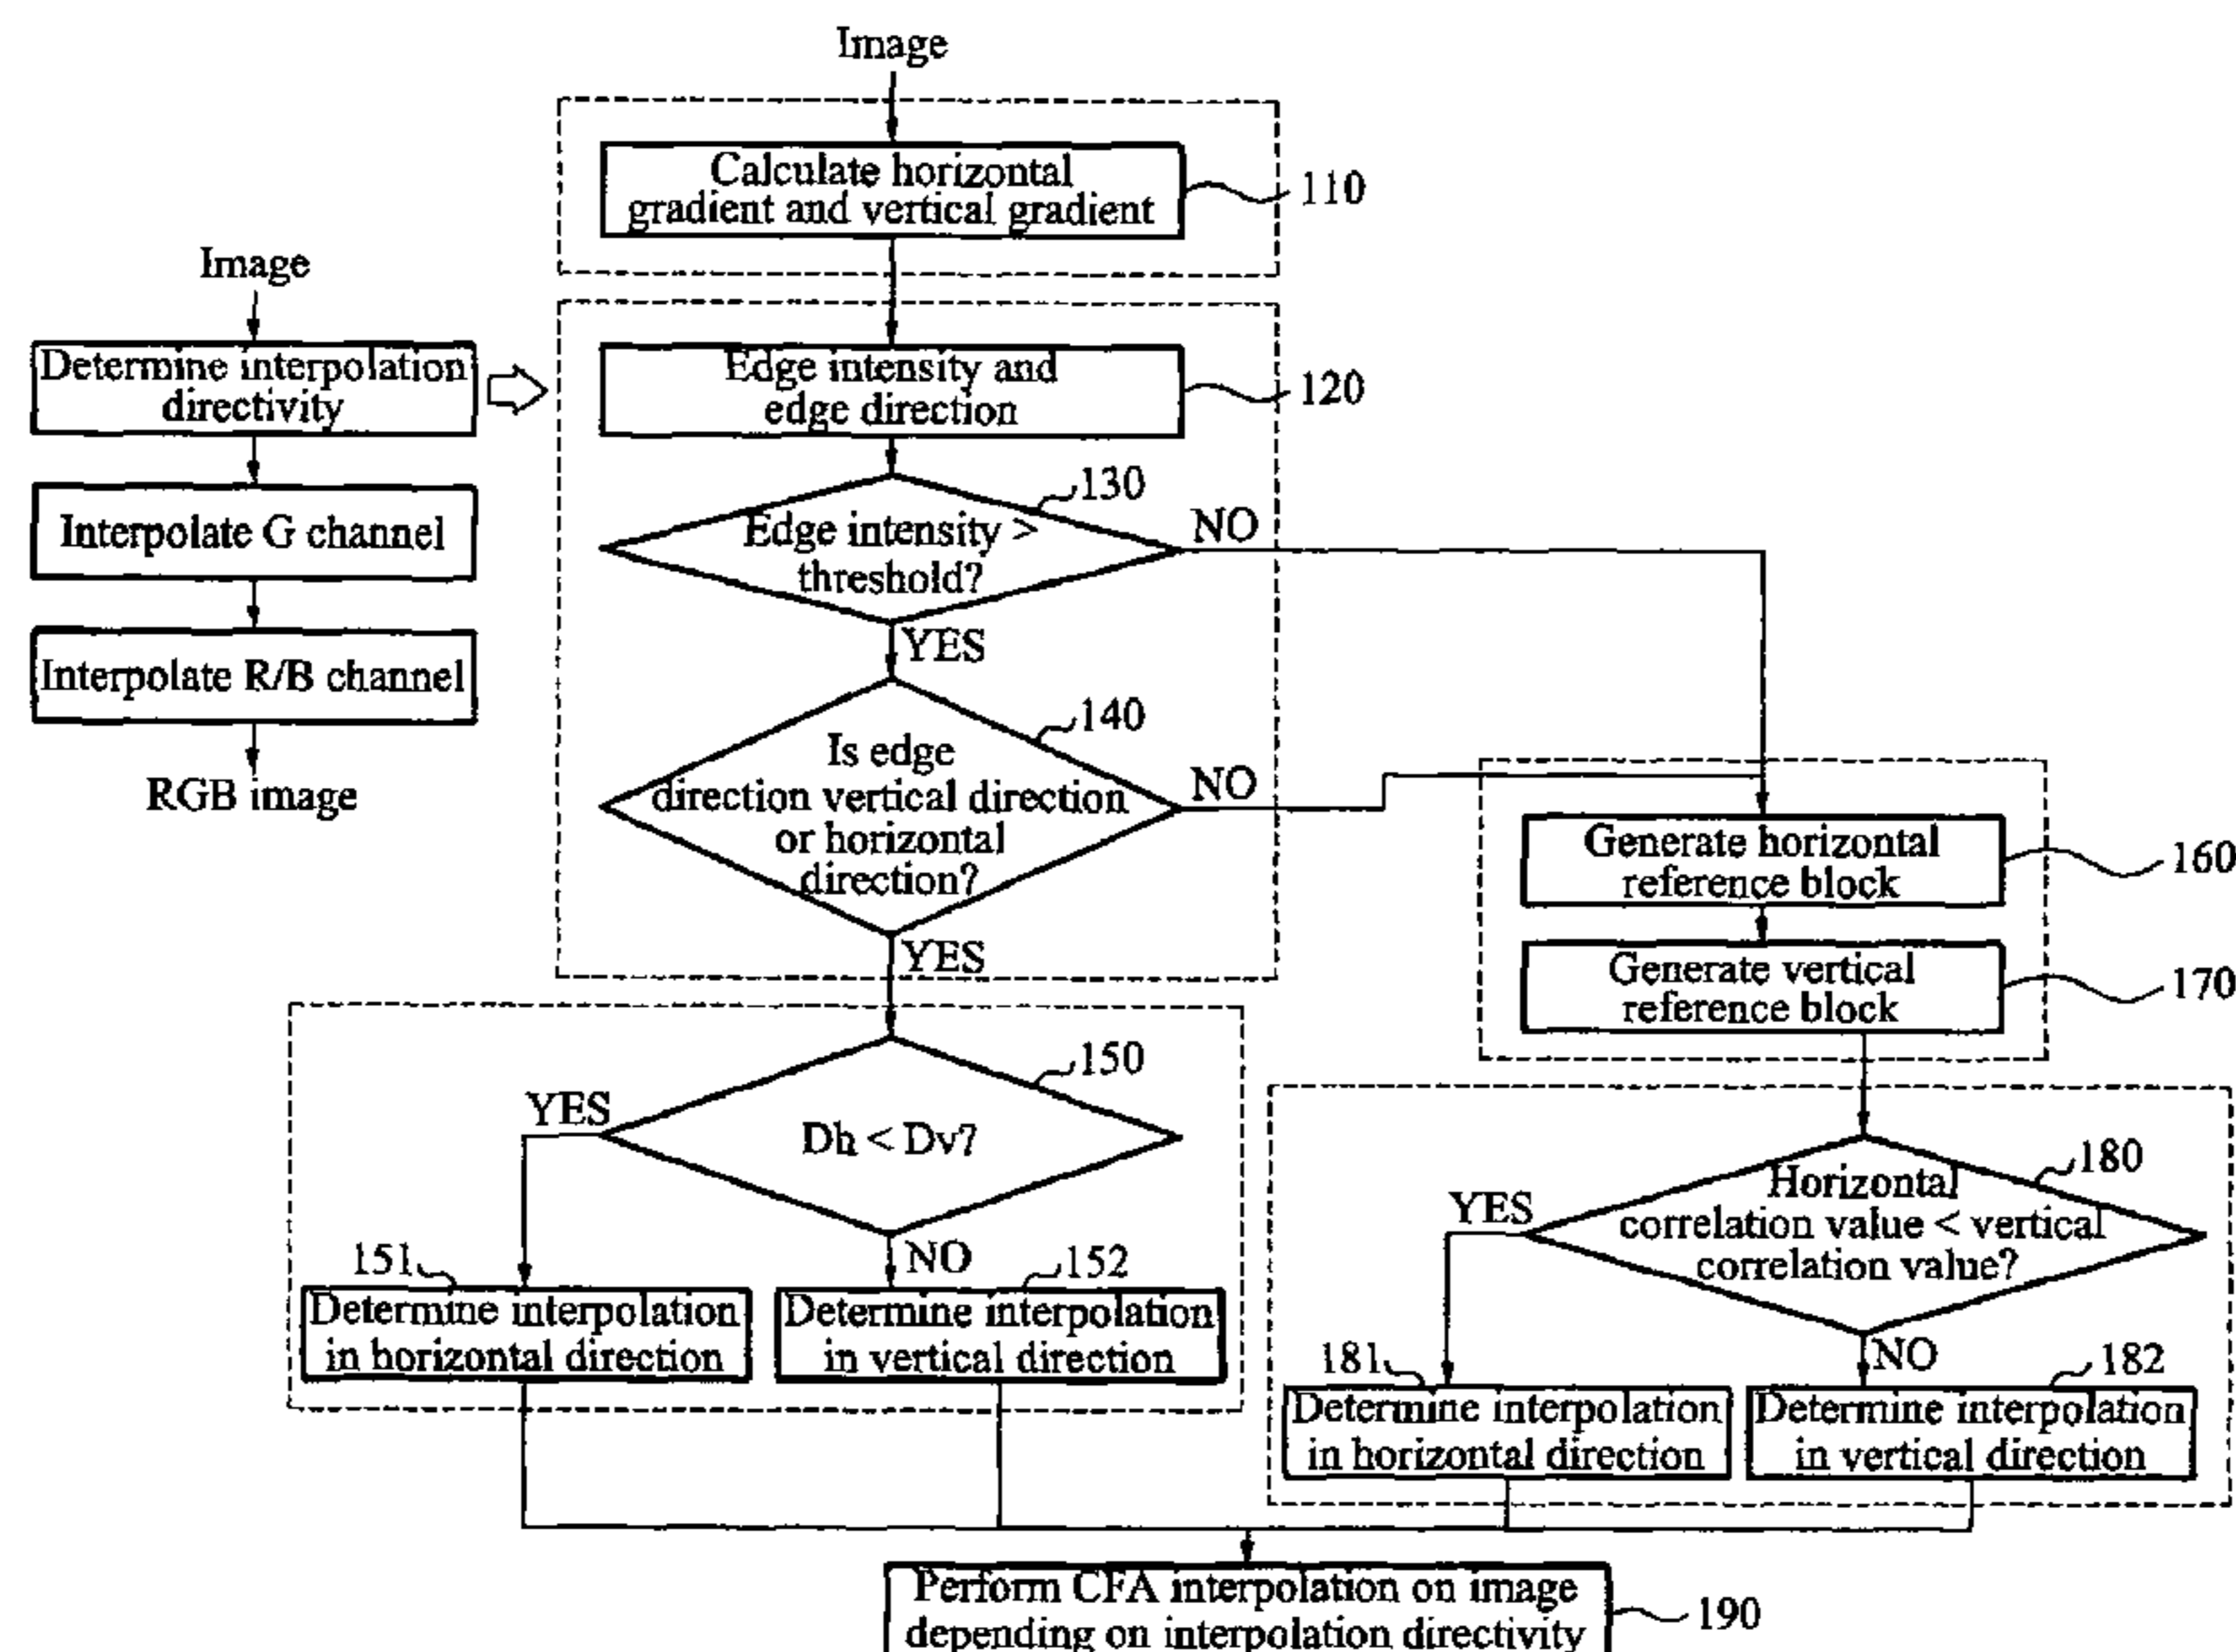 Image
Determine interpolation
directivity
Interpolate G channel
Interpolate R/B channel
RGB image
Image
Calculate horizontal
gradient and vertical gradient
110
Edge intensity and
edge direction
120
130
Edge intensity >
threshold?
NO
YES
140
Is edge
direction vertical direction
or horizontal
direction?
NO
YES
150
Dh < Dv?
YES
NO
151
Determine interpolation
in horizontal direction
152
Determine interpolation
in vertical direction
Generate horizontal
reference block
160
Generate vertical
reference block
170
180
Horizontal
correlation value < vertical
correlation value?
YES
NO
181
Determine interpolation
in horizontal direction
182
Determine interpolation
in vertical direction
Perform CFA interpolation on image
depending on interpolation directivity
190